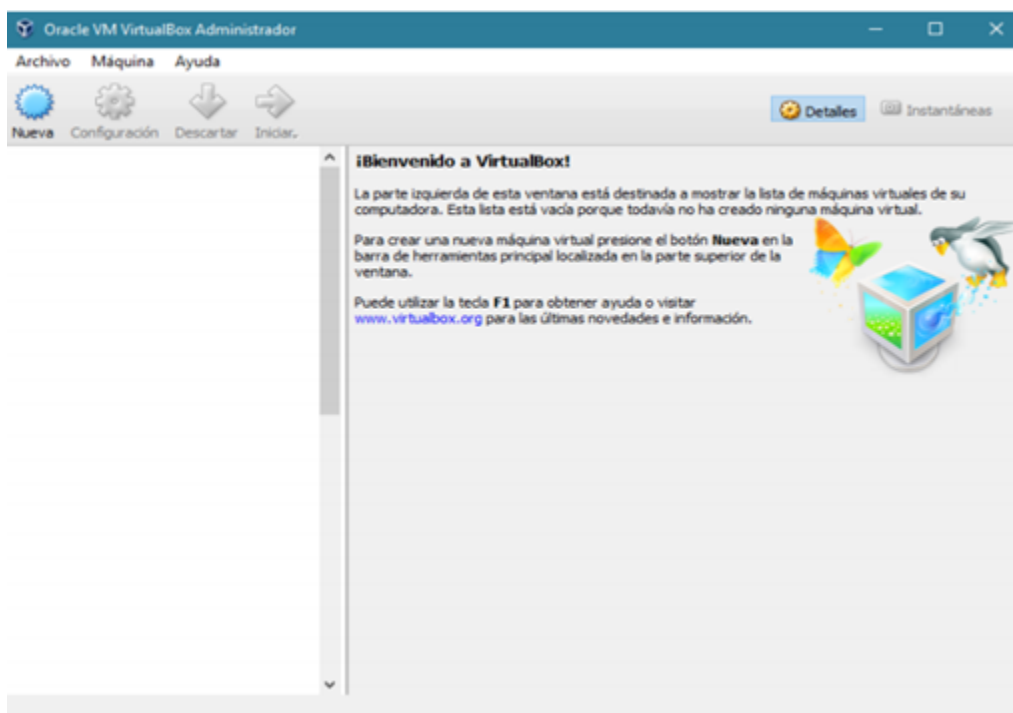 Oracle VM VirtualBox Administrador
Archivo Máquina Ayuda
Nueva Configuración Descartar Iniciar.
Detalles Instantáneas
¡Bienvenido a VirtualBox!
La parte izquierda de esta ventana está destinada a mostrar la lista de máquinas virtuales de su
computadora. Esta lista está vacía porque todavía no ha creado ninguna máquina virtual.
Para crear una nueva máquina virtual presione el botón Nueva en la
barra de herramientas principal localizada en la parte superior de la
ventana.
Puede utilizar la tecla F1 para obtener ayuda o visitar
www.virtualbox.org para las últimas novedades e información.